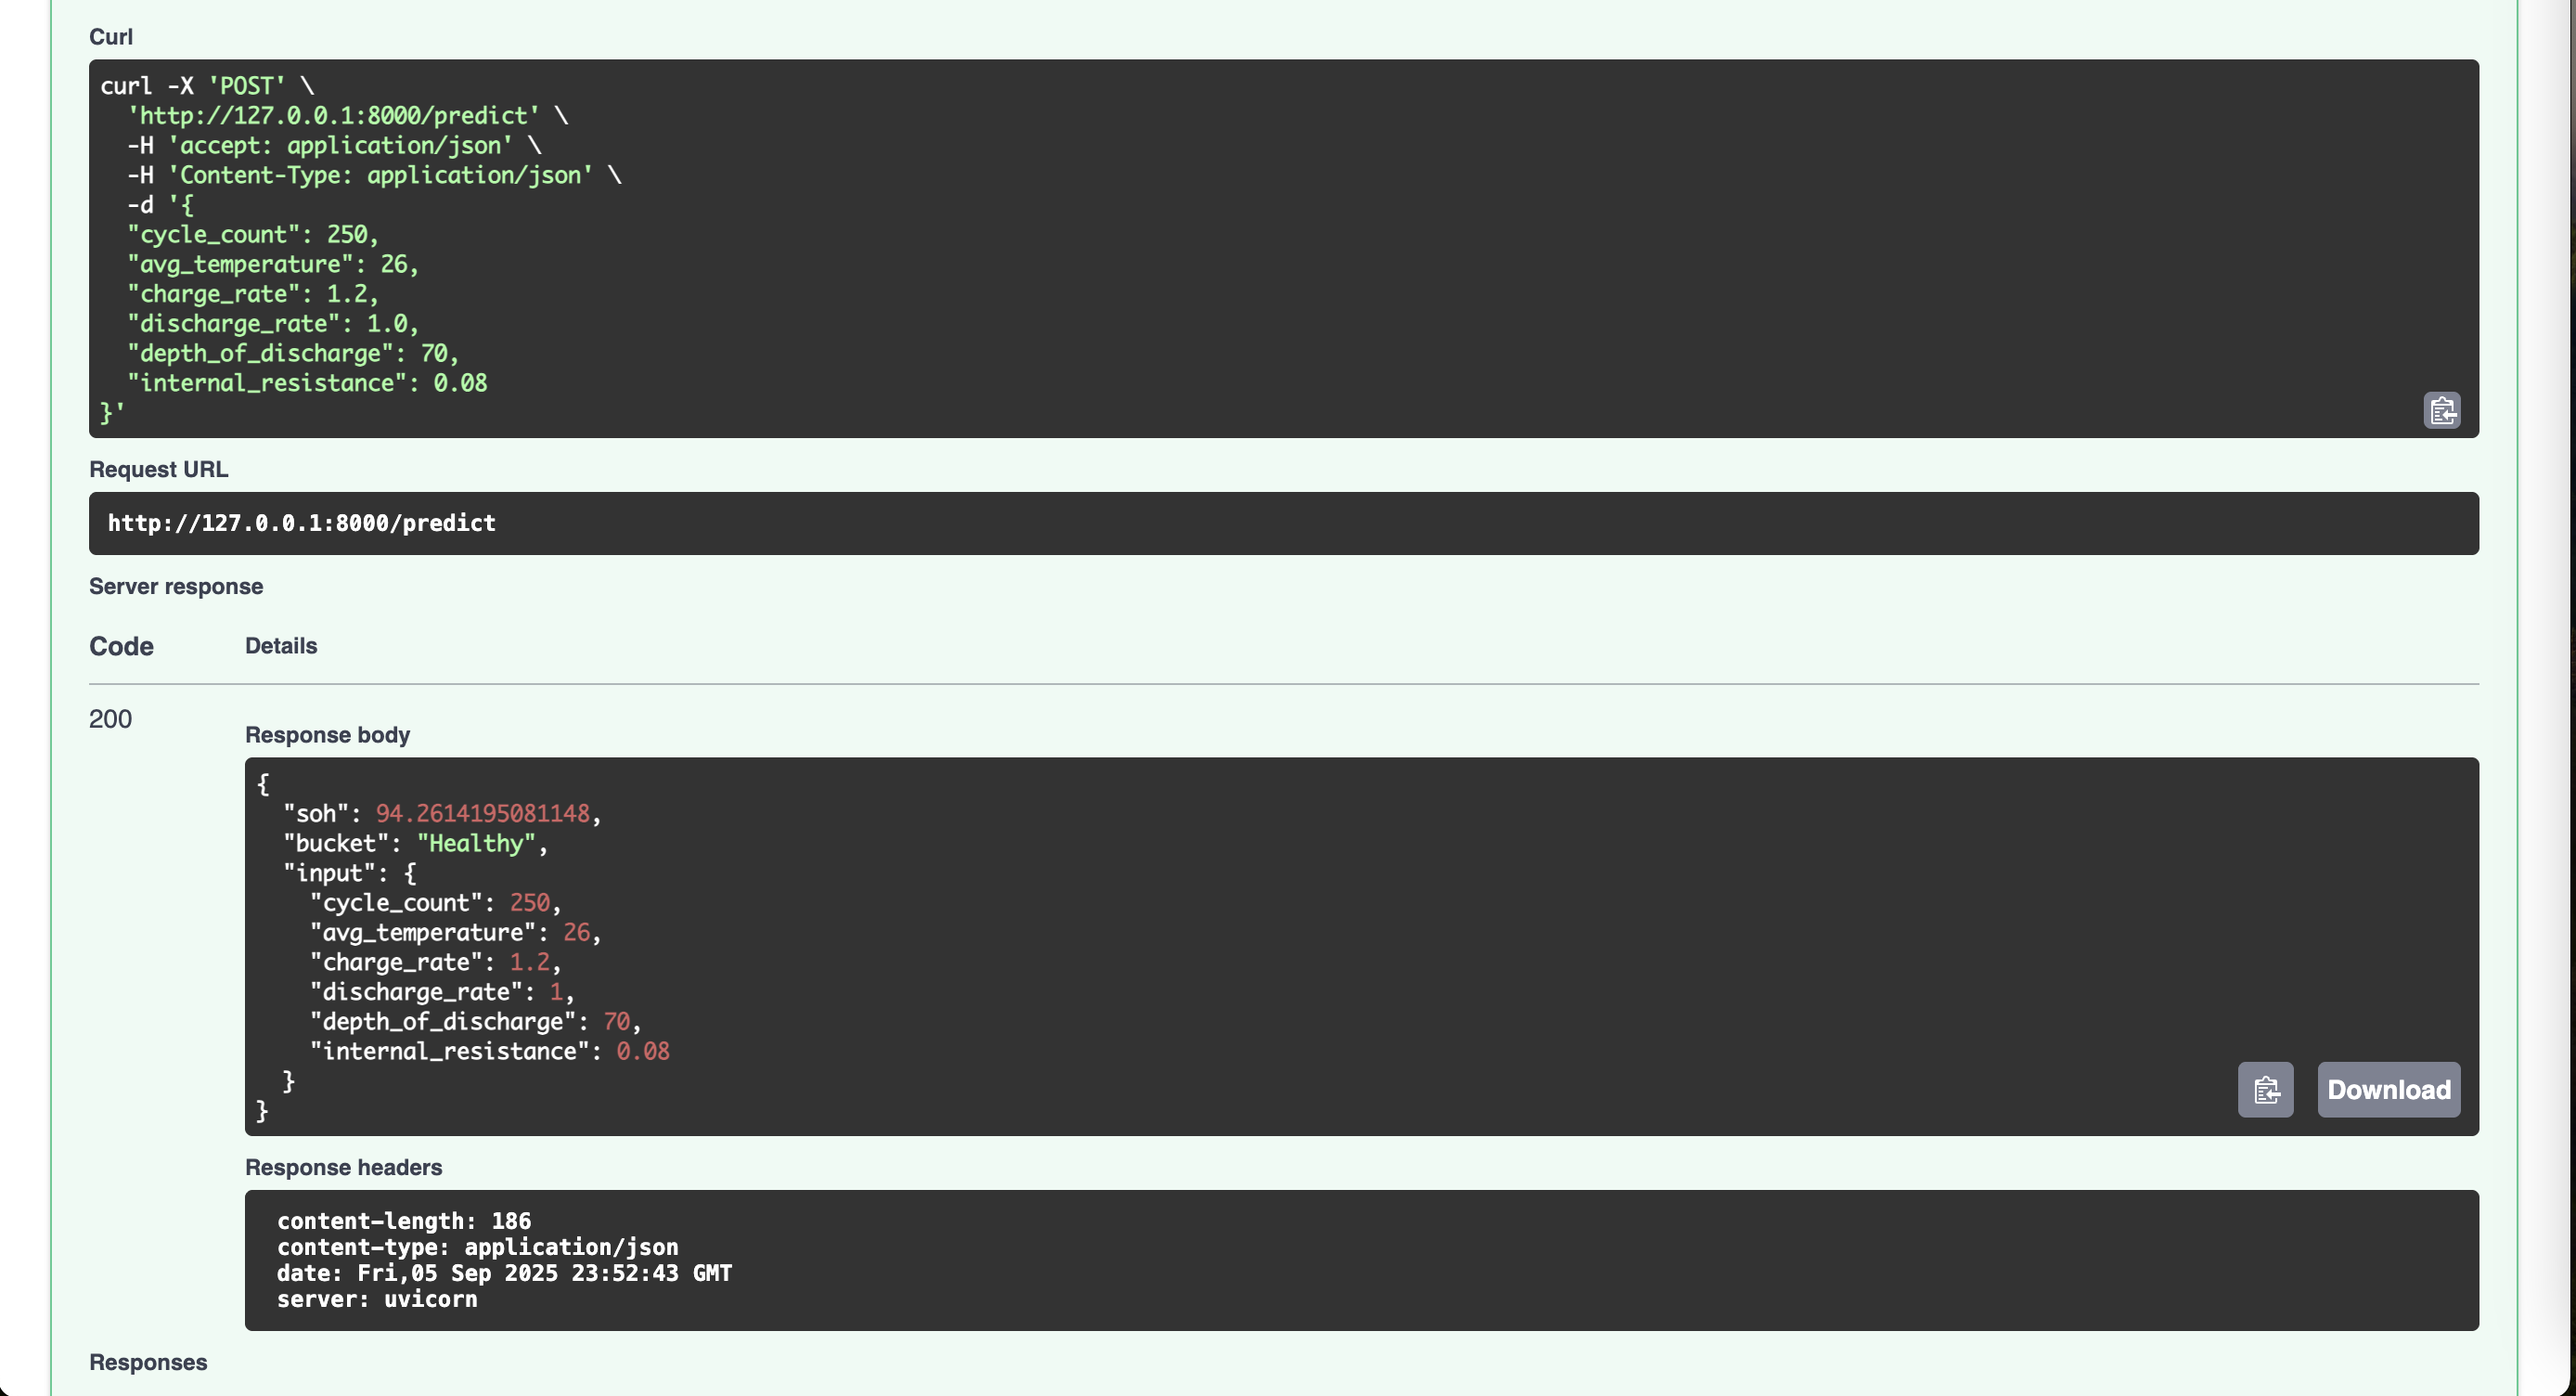 Curl
curl -X 'POST' \
  'http://127.0.0.1:8000/predict' \
  -H 'accept: application/json' \
  -H 'Content-Type: application/json' \
  -d '{
  "cycle_count": 250,
  "avg_temperature": 26,
  "charge_rate": 1.2,
  "discharge_rate": 1.0,
  "depth_of_discharge": 70,
  "internal_resistance": 0.08
}'
Request URL
http://127.0.0.1:8000/predict
Server response
Code Details
200
Response body
{
  "soh": 94.2614195081148,
  "bucket": "Healthy",
  "input": {
    "cycle_count": 250,
    "avg_temperature": 26,
    "charge_rate": 1.2,
    "discharge_rate": 1,
    "depth_of_discharge": 70,
    "internal_resistance": 0.08
  }
}
Download
Response headers
content-length: 186
content-type: application/json
date: Fri,05 Sep 2025 23:52:43 GMT
server: uvicorn
Responses